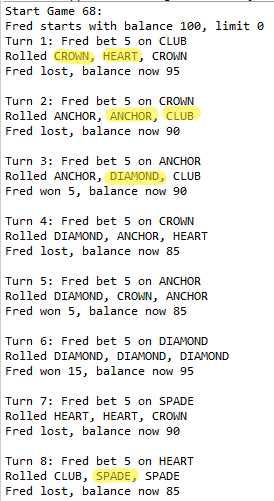 Start Game 68:
Fred starts with balance 100, limit 0
Turn 1: Fred bet 5 on CLUB
Rolled CROWN, HEART, CROWN
Fred lost, balance now 95
Turn 2: Fred bet 5 on CROWN
Rolled ANCHOR, ANCHOR, CLUB
Fred lost, balance now 90
Turn 3: Fred bet 5 on ANCHOR
Rolled ANCHOR, DIAMOND, CLUB
Fred won 5, balance now 90
Turn 4: Fred bet 5 on CROWN
Rolled DIAMOND, ANCHOR, HEART
Fred lost, balance now 85
Turn 5: Fred bet 5 on ANCHOR
Rolled DIAMOND, CROWN, ANCHOR
Fred won 5, balance now 85
Turn 6: Fred bet 5 on DIAMOND
Rolled DIAMOND, DIAMOND, DIAMOND
Fred won 15, balance now 95
Turn 7: Fred bet 5 on SPADE
Rolled HEART, HEART, CROWN
Fred lost, balance now 90
Turn 8: Fred bet 5 on HEART
Rolled CLUB, SPADE, SPADE
Fred lost, balance now 85